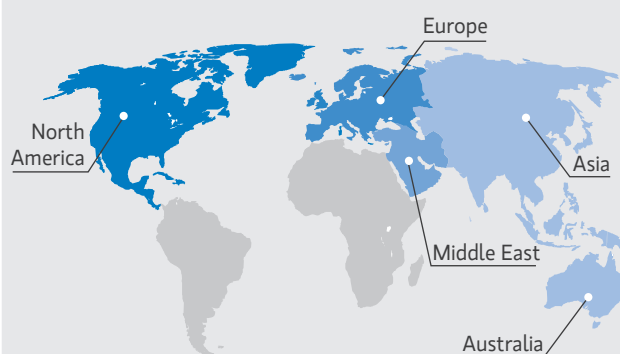 Europe
North
America
Asia
Middle East
Australia